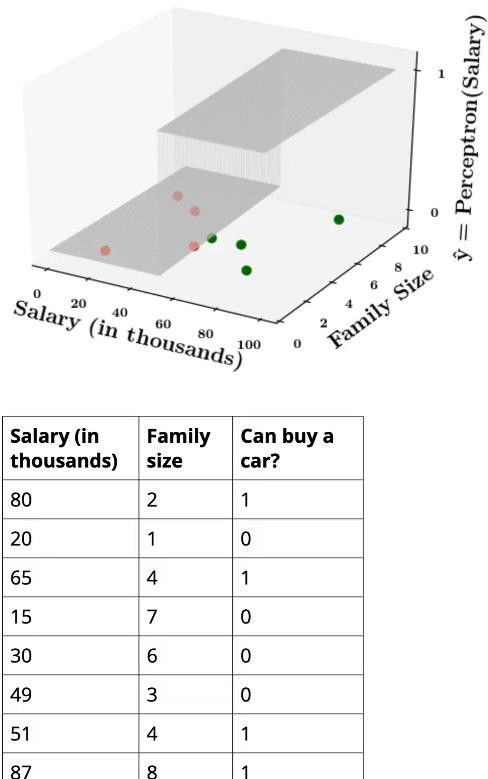 1
0
ŷ = Perceptron(Salary)
0
20
40
60
80
100
Salary (in thousands)
0
2
4
6
8
10
Family Size
Salary (in thousands) Family size Can buy a car?
80 2 1
20 1 0
65 4 1
15 7 0
30 6 0
49 3 0
51 4 1
87 8 1